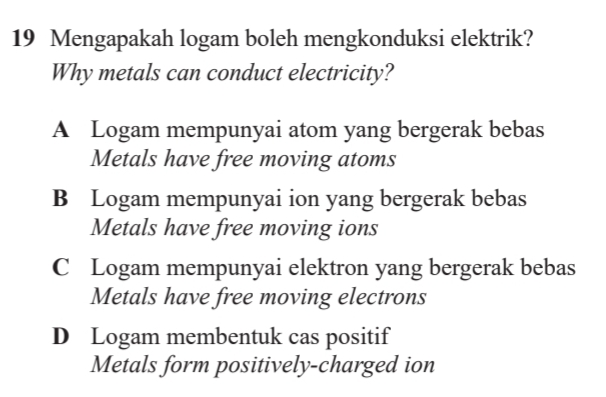 19 Mengapakah logam boleh mengkonduksi elektrik?
Why metals can conduct electricity?
A Logam mempunyai atom yang bergerak bebas
Metals have free moving atoms
B Logam mempunyai ion yang bergerak bebas
Metals have free moving ions
C Logam mempunyai elektron yang bergerak bebas
Metals have free moving electrons
D Logam membentuk cas positif
Metals form positively-charged ion